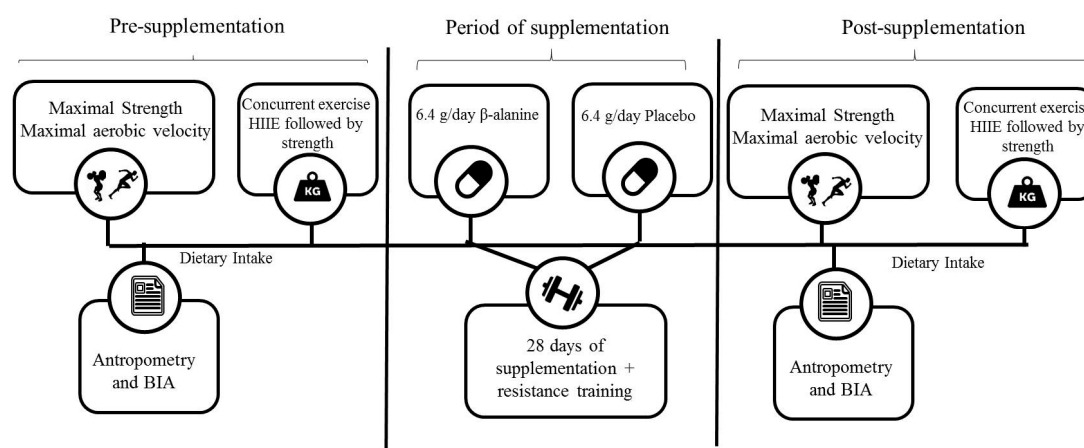 Pre-supplementation
Maximal Strength
Maximal aerobic velocity
Concurrent exercise
HIIE followed by
strength
KG
Dietary Intake
Antropometry
and BIA
Period of supplementation
6.4 g/day β-alanine
6.4 g/day Placebo
28 days of
supplementation +
resistance training
Post-supplementation
Maximal Strength
Maximal aerobic velocity
Concurrent exercise
HIIE followed by
strength
KG
Dietary Intake
Antropometry
and BIA